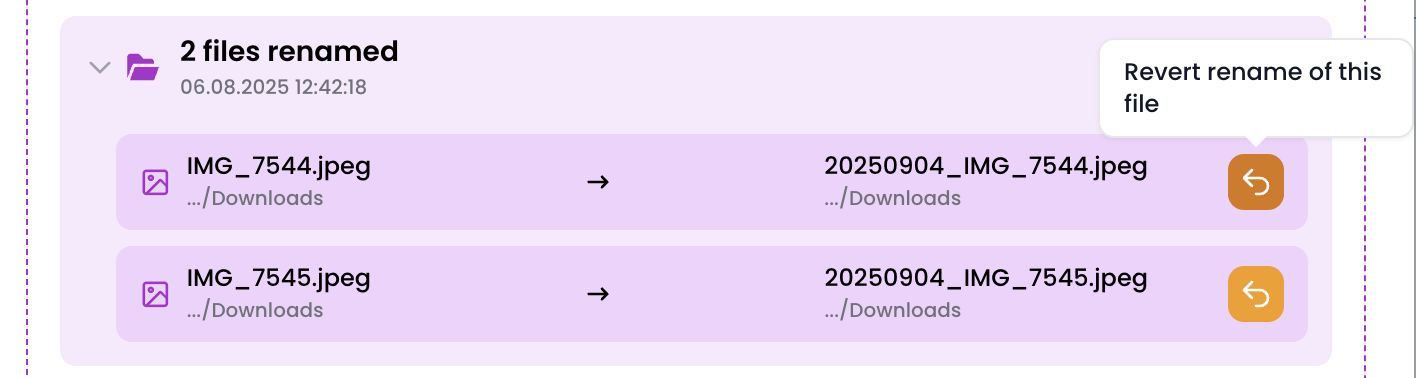 2 files renamed
06.08.2025 12:42:18
Revert rename of this
file
IMG_7544.jpeg → 20250904_IMG_7544.jpeg
.../Downloads .../Downloads
IMG_7545.jpeg → 20250904_IMG_7545.jpeg
.../Downloads .../Downloads